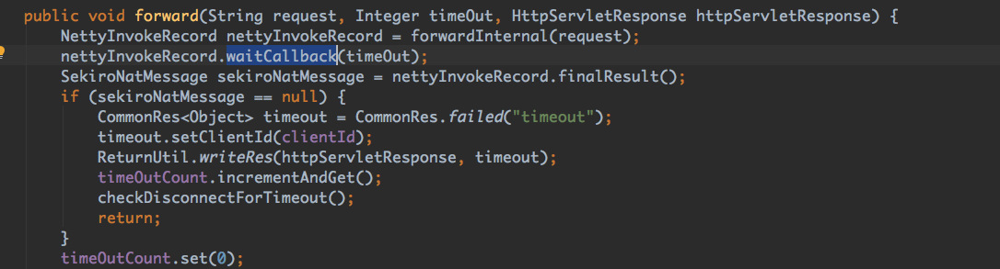 public void forward(String request, Integer timeOut, HttpServletResponse httpServletResponse) {
    NettyInvokeRecord nettyInvokeRecord = forwardInternal(request);
    nettyInvokeRecord.waitCallback(timeOut);
    SekiroNatMessage sekiroNatMessage = nettyInvokeRecord.finalResult();
    if (sekiroNatMessage == null) {
        CommonRes<Object> timeout = CommonRes.failed("timeout");
        timeout.setClientId(clientId);
        ReturnUtil.writeRes(httpServletResponse, timeout);
        timeOutCount.incrementAndGet();
        checkDisconnectForTimeout();
        return;
    }
    timeOutCount.set(0);